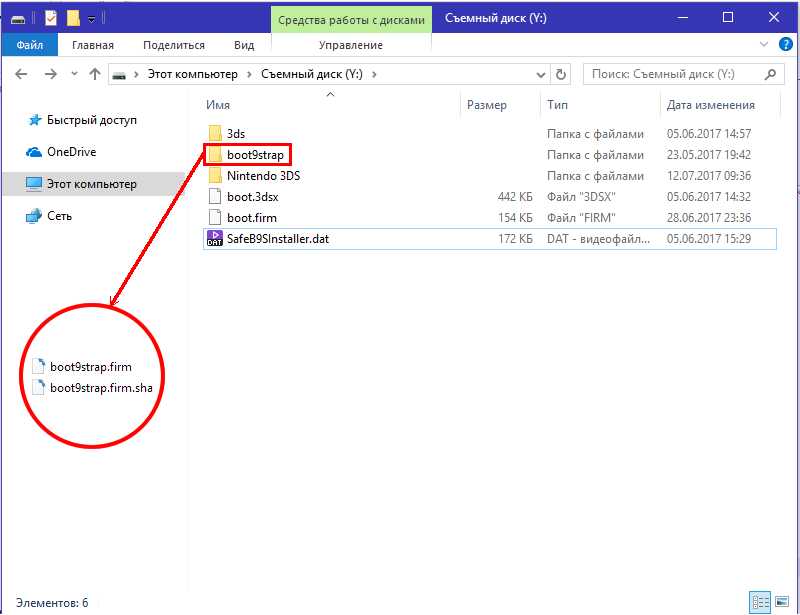 Средства работы с дисками
Съемный диск (Y:)
Файл
Главная
Поделиться
Вид
Управление
Этот компьютер
Съемный диск (Y:)
Поиск: Съемный диск (Y:)
Имя Размер Тип Дата изменения
Быстрый доступ
OneDrive
Этот компьютер
Сеть
3ds Папка с файлами 05.06.2017 14:57
boot9strap Папка с файлами 23.05.2017 19:42
Nintendo 3DS Папка с файлами 12.07.2017 09:36
boot.3dsx 442 КБ Файл "3DSX" 05.06.2017 14:32
boot.firm 154 КБ Файл "FIRM" 28.06.2017 23:36
DAT SafeB9SInstaller.dat 172 КБ DAT - видеофайл... 05.06.2017 15:29
boot9strap.firm
boot9strap.firm.sha
Элементов: 6